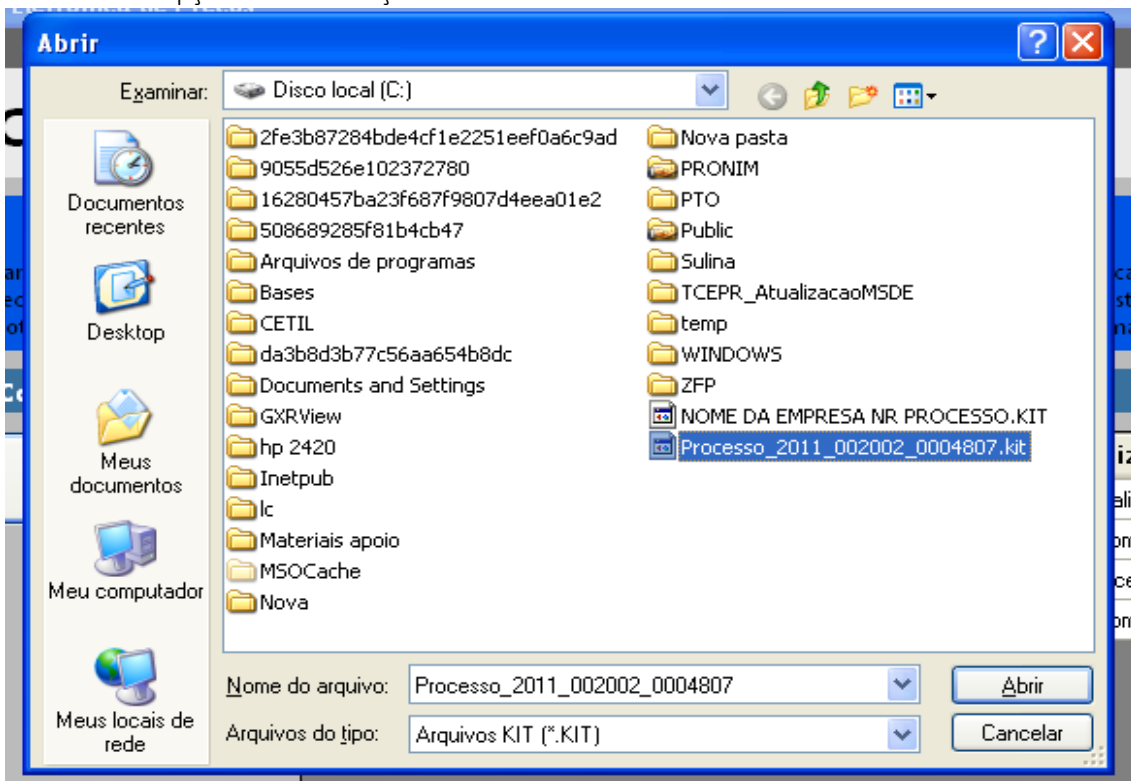 Abrir
Examinar:
Disco local (C:)
Documentos
recentes
Desktop
Meus
documentos
Meu computador
Meus locais de
rede
2fe3b87284bde4cf1e2251eef0a6c9ad
9055d526e102372780
16280457ba23f687f9807d4eea01e2
508689285f81b4cb47
Arquivos de programas
Bases
CETIL
da3b8d3b77c56aa654b8dc
Documents and Settings
GXRView
hp 2420
Inetpub
lc
Materiais apoio
MSOCache
Nova
Nova pasta
PRONIM
PTO
Public
Sulina
TCEPR_AtualizacaoMSDE
temp
WINDOWS
ZFP
NOME DA EMPRESA NR PROCESSO.KIT
Processo_2011_002002_0004807.kit
Nome do arquivo:
Processo_2011_002002_0004807
Abrir
Arquivos do tipo:
Arquivos KIT (*.KIT)
Cancelar